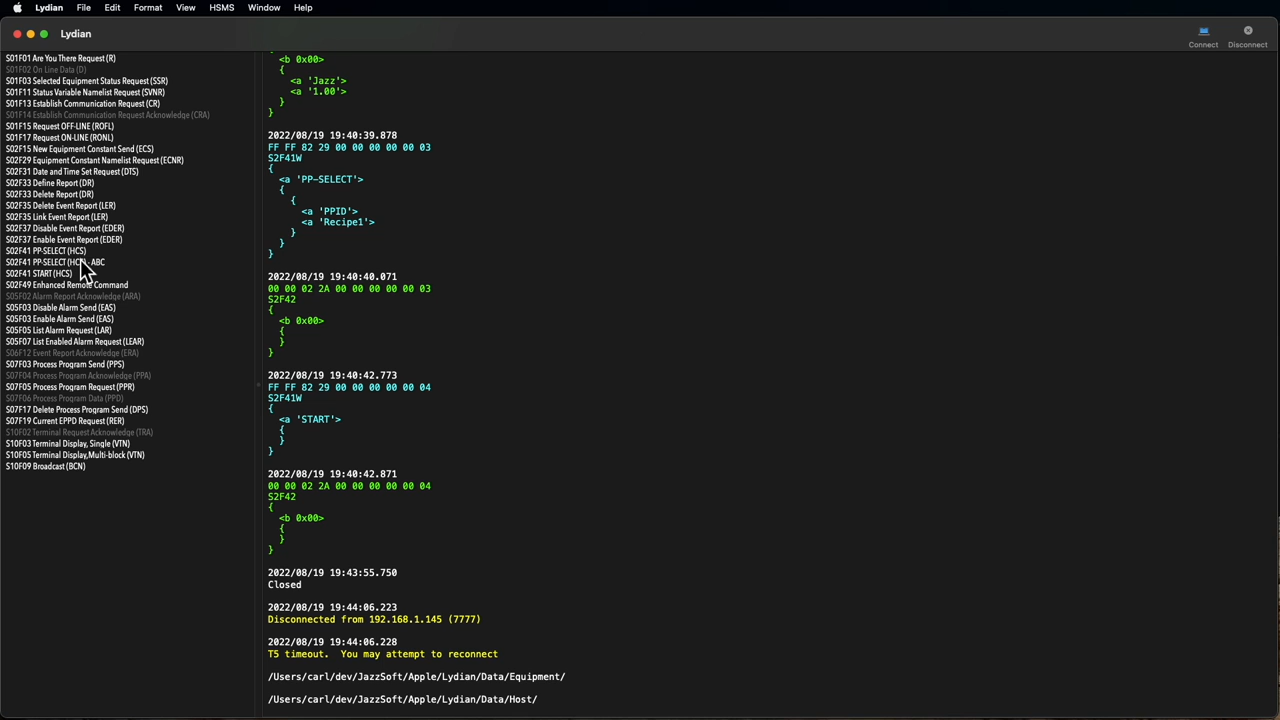 Lydian File Edit Format View HSMS Window Help
Lydian
Connect Disconnect
S01F01 Are You There Request (R)
S01F02 On Line Data (D)
S01F03 Selected Equipment Status Request (SSR)
S01F11 Status Variable Namelist Request (SVNR)
S01F13 Establish Communication Request (CR)
S01F14 Establish Communication Request Acknowledge (CRA)
S01F15 Request OFF-LINE (ROFL)
S01F17 Request ON-LINE (RONL)
S02F15 New Equipment Constant Send (ECS)
S02F29 Equipment Constant Namelist Request (ECNR)
S02F31 Date and Time Set Request (DTS)
S02F33 Define Report (DR)
S02F33 Delete Report (DR)
S02F35 Delete Event Report (LER)
S02F35 Link Event Report (LER)
S02F37 Disable Event Report (EDER)
S02F37 Enable Event Report (EDER)
S02F41 PP-SELECT (HCS)
S02F41 PP-SELECT ABC
S02F41 START (HCS)
S02F49 Enhanced Remote Command
S05F02 Alarm Report Acknowledge (ARA)
S05F03 Disable Alarm Send (EAS)
S05F03 Enable Alarm Send (EAS)
S05F05 List Alarm Request (LAR)
S05F07 List Enabled Alarm Request (LEAR)
S06F12 Event Report Acknowledge (ERA)
S07F03 Process Program Send (PPS)
S07F04 Process Program Acknowledge (PPA)
S07F05 Process Program Request (PPR)
S07F06 Process Program Data (PPD)
S07F17 Delete Process Program Send (DPS)
S07F19 Current EPPD Request (RER)
S10F02 Terminal Request Acknowledge (TRA)
S10F03 Terminal Display, Single (VTN)
S10F05 Terminal Display,Multi-block (VTN)
S10F09 Broadcast (BCN)
<b 0x00>
{
<a 'Jazz'>
<a '1.00'>
}
}
2022/08/19 19:40:39.878
FF FF 82 29 00 00 00 00 00 03
S2F41W
{
<a 'PP-SELECT'>
{
{
<a 'PPID'>
<a 'Recipe1'>
}
}
}
2022/08/19 19:40:40.071
00 00 02 2A 00 00 00 00 00 03
S2F42
{
<b 0x00>
{
}
}
2022/08/19 19:40:42.773
FF FF 82 29 00 00 00 00 00 04
S2F41W
{
<a 'START'>
{
}
}
2022/08/19 19:40:42.871
00 00 02 2A 00 00 00 00 00 04
S2F42
{
<b 0x00>
{
}
}
2022/08/19 19:43:55.750
Closed
2022/08/19 19:44:06.223
Disconnected from 192.168.1.145 (7777)
2022/08/19 19:44:06.228
T5 timeout.  You may attempt to reconnect
/Users/carl/dev/JazzSoft/Apple/Lydian/Data/Equipment/
/Users/carl/dev/JazzSoft/Apple/Lydian/Data/Host/